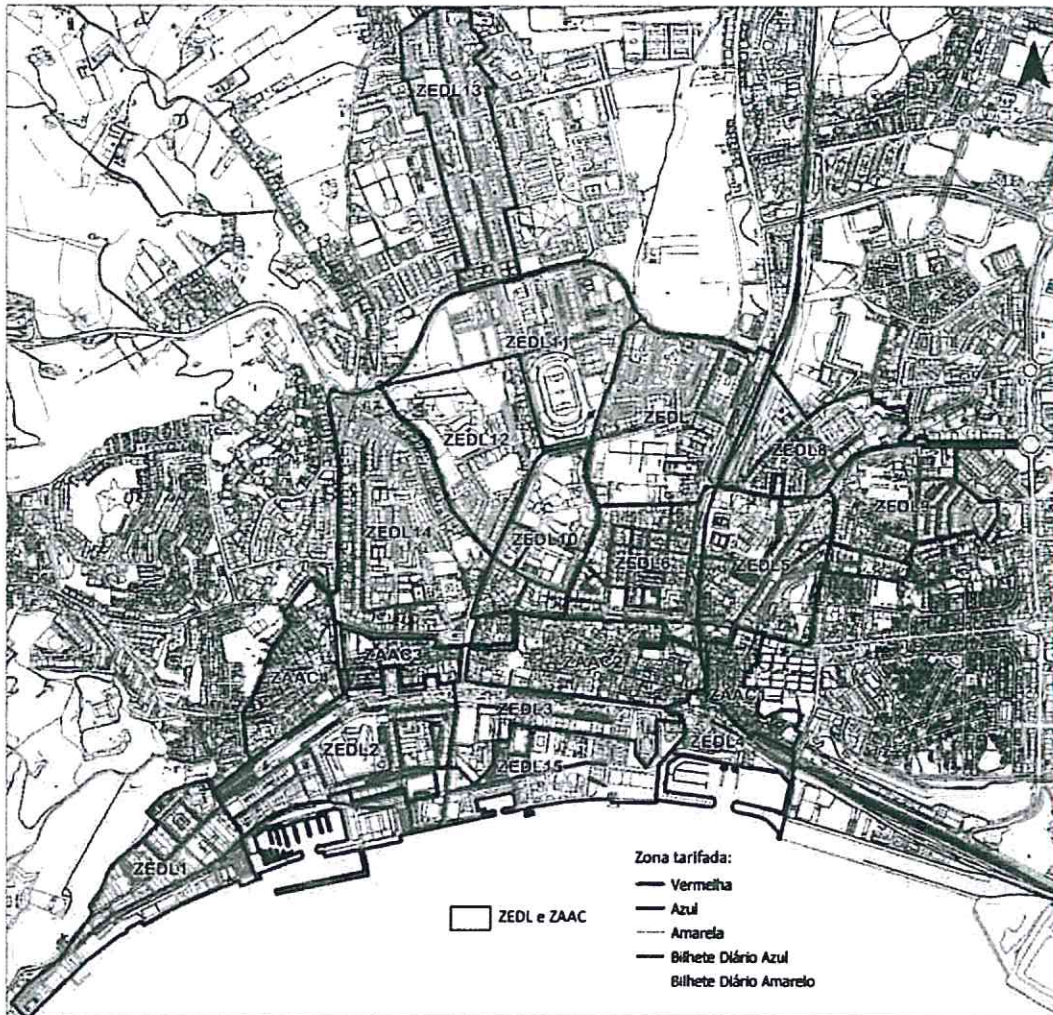 ZEDL13
ZEDL11
ZEDL12
ZEDL
ZEDL8
ZEDL9
ZEDL14
ZEDL10
ZEDL6
ZEDL5
ZAAC3
ZAAC2
ZAAC4
ZAAC1
ZEDL3
ZEDL2
ZEDL4
ZEDL15
ZEDL1
Zona tarifada:
Vermelha
Azul
Amarela
Bilhete Diário Azul
Bilhete Diário Amarelo
ZEDL e ZAAC